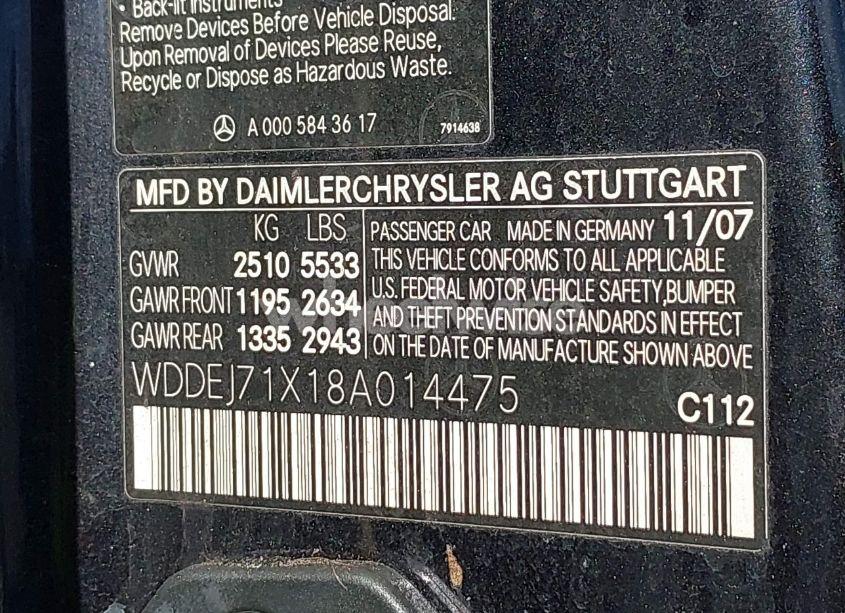 • Back-lit Instruments
Remove Devices Before Vehicle Disposal.
Upon Removal of Devices Please Reuse,
Recycle or Dispose as Hazardous Waste.
A 000 584 36 17
7914638
MFD BY DAIMLERCHRYSLER AG STUTTGART
KG LBS
GVWR 2510 5533
GAWR FRONT 1195 2634
GAWR REAR 1335 2943
PASSENGER CAR MADE IN GERMANY 11/07
THIS VEHICLE CONFORMS TO ALL APPLICABLE
U.S. FEDERAL MOTOR VEHICLE SAFETY,BUMPER
AND THEFT PREVENTION STANDARDS IN EFFECT
ON THE DATE OF MANUFACTURE SHOWN ABOVE
WDDEJ71X18A014475
C112